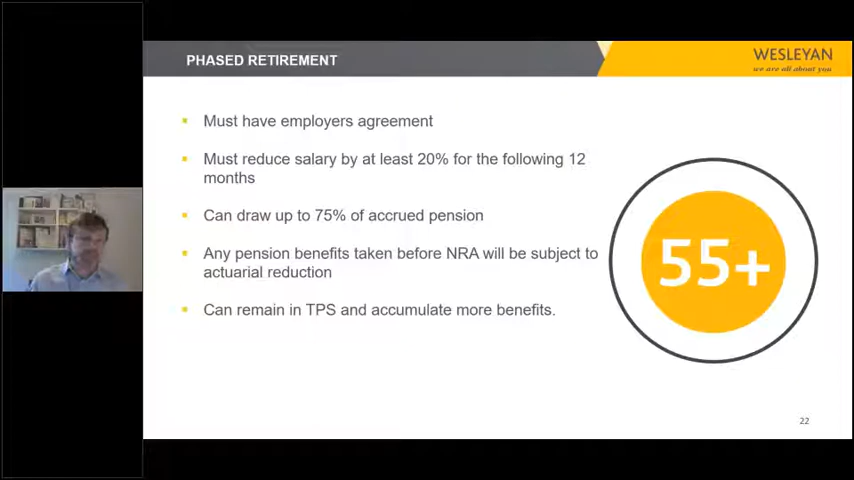 PHASED RETIREMENT
WESLEYAN
we are all about you
Must have employers agreement
Must reduce salary by at least 20% for the following 12
months
Can draw up to 75% of accrued pension
Any pension benefits taken before NRA will be subject to
actuarial reduction
Can remain in TPS and accumulate more benefits.
55+
22